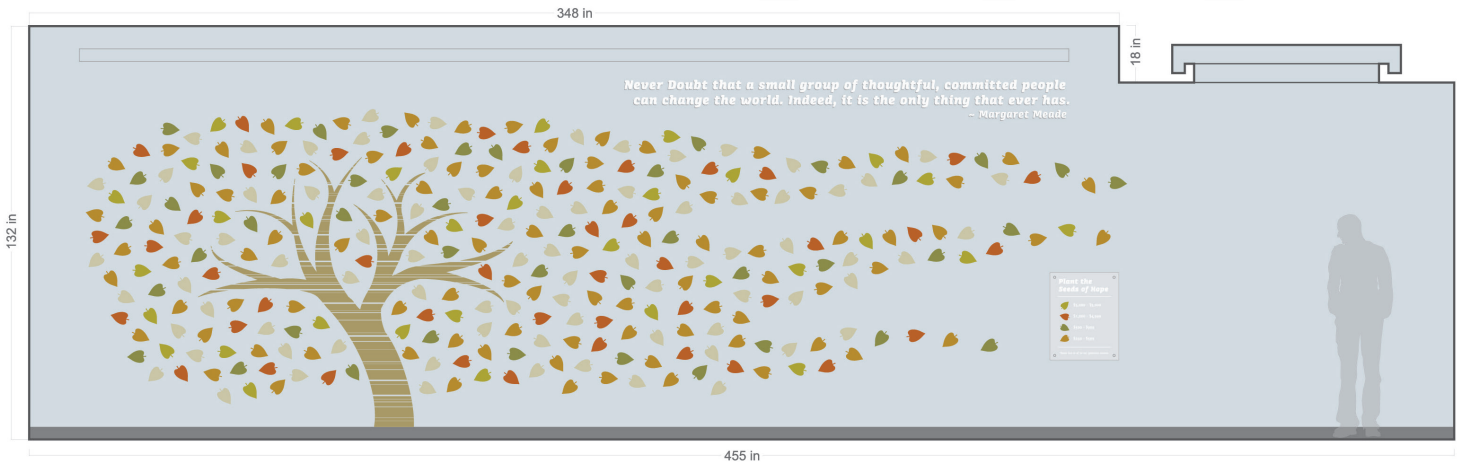 348 in
18 in
Never Doubt that a small group of thoughtful, committed people
can change the world. Indeed, it is the only thing that ever has.
– Margaret Meade
132 in
Plant the
Seeds of Hope
455 in